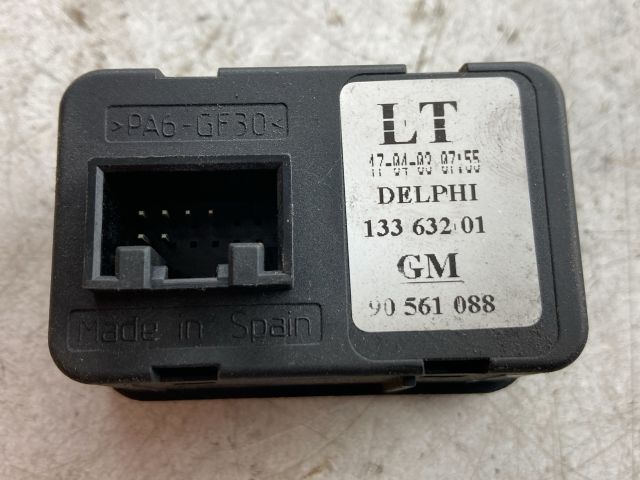 >PA6-GF30<
Made in Spain
LT
17-04-03 07:55
DELPHI
133 632 01
GM
90 561 088